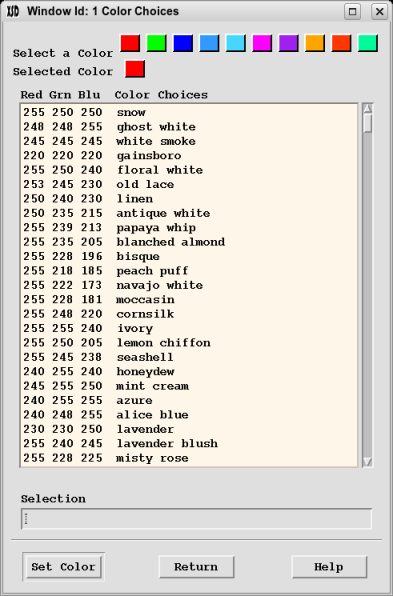 Window Id: 1 Color Choices
Select a Color
Selected Color
Red Grn Blu Color Choices
255 250 250 snow
248 248 255 ghost white
245 245 245 white smoke
220 220 220 gainsboro
255 250 240 floral white
253 245 230 old lace
250 240 230 linen
250 235 215 antique white
255 239 213 papaya whip
255 235 205 blanched almond
255 228 196 bisque
255 218 185 peach puff
255 222 173 navajo white
255 228 181 moccasin
255 248 220 cornsilk
255 255 240 ivory
255 250 205 lemon chiffon
255 245 238 seashell
240 255 240 honeydew
245 255 250 mint cream
240 255 255 azure
240 248 255 alice blue
230 230 250 lavender
255 240 245 lavender blush
255 228 225 misty rose
Selection
Set Color Return Help